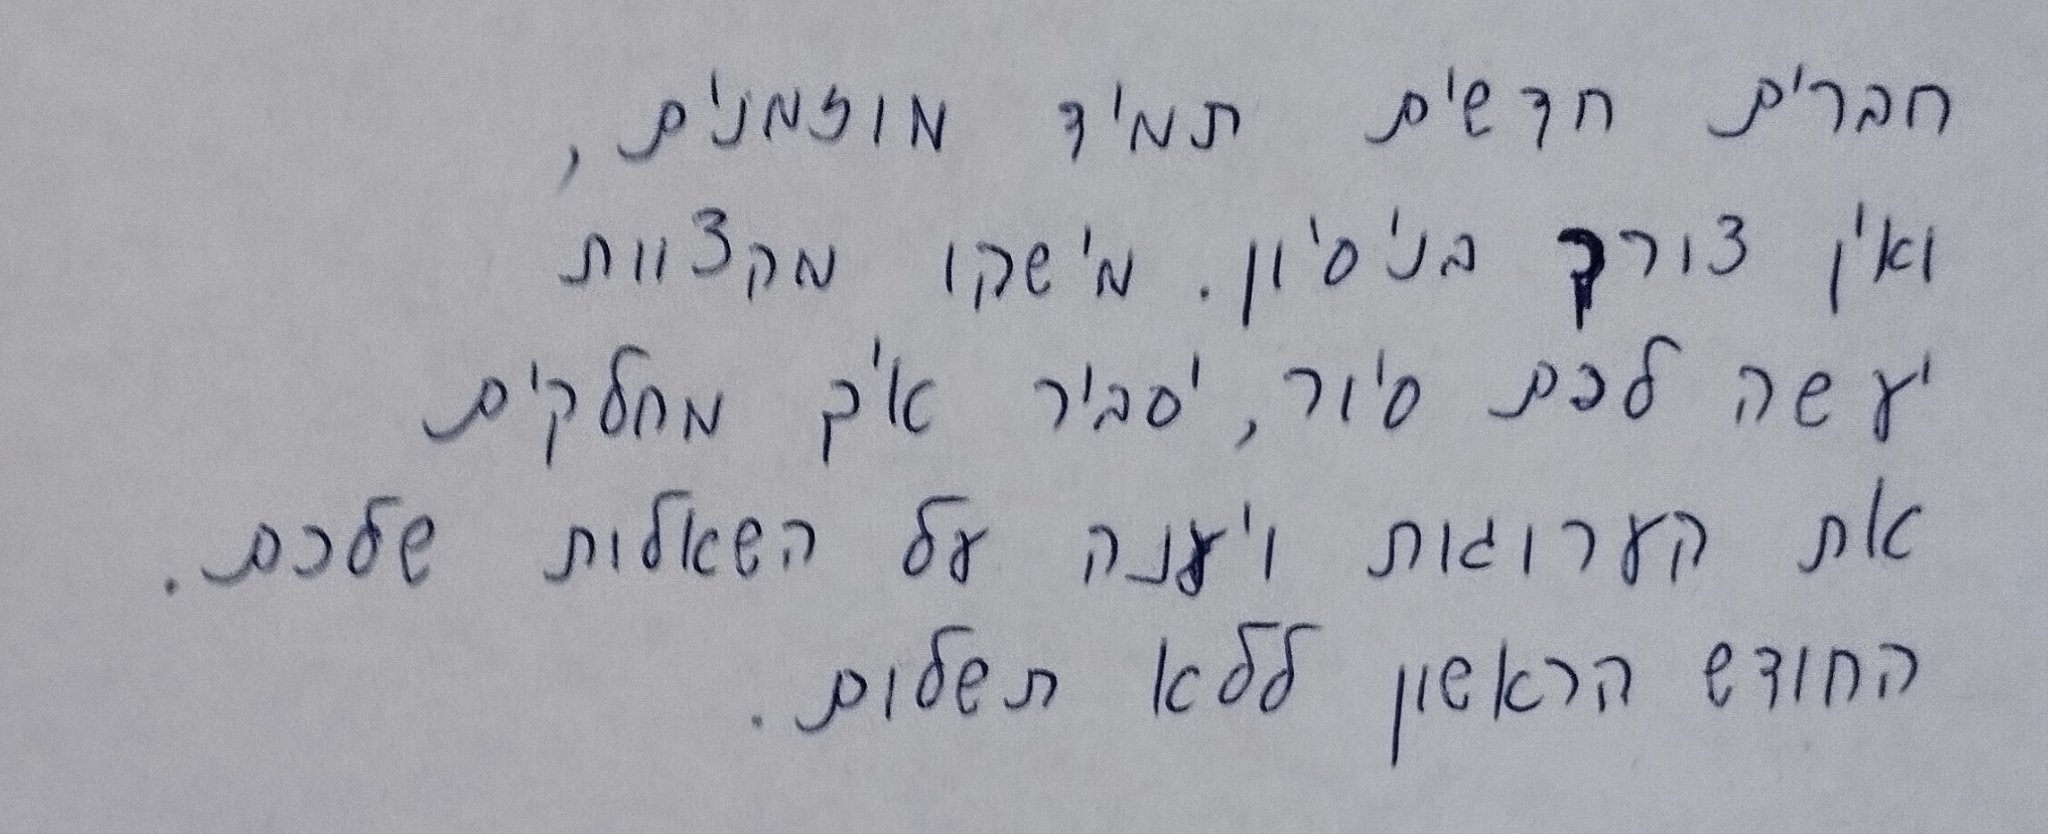 חברים חדשים תמיד מוזמנים,
ואין צורך בניסיון. מישהו מקצוות
יעשה לכם סיור, יסביר איך מחלקים
את הערוגות ויענה על השאלות שלכם.
החודש הראשון ללא תשלום.